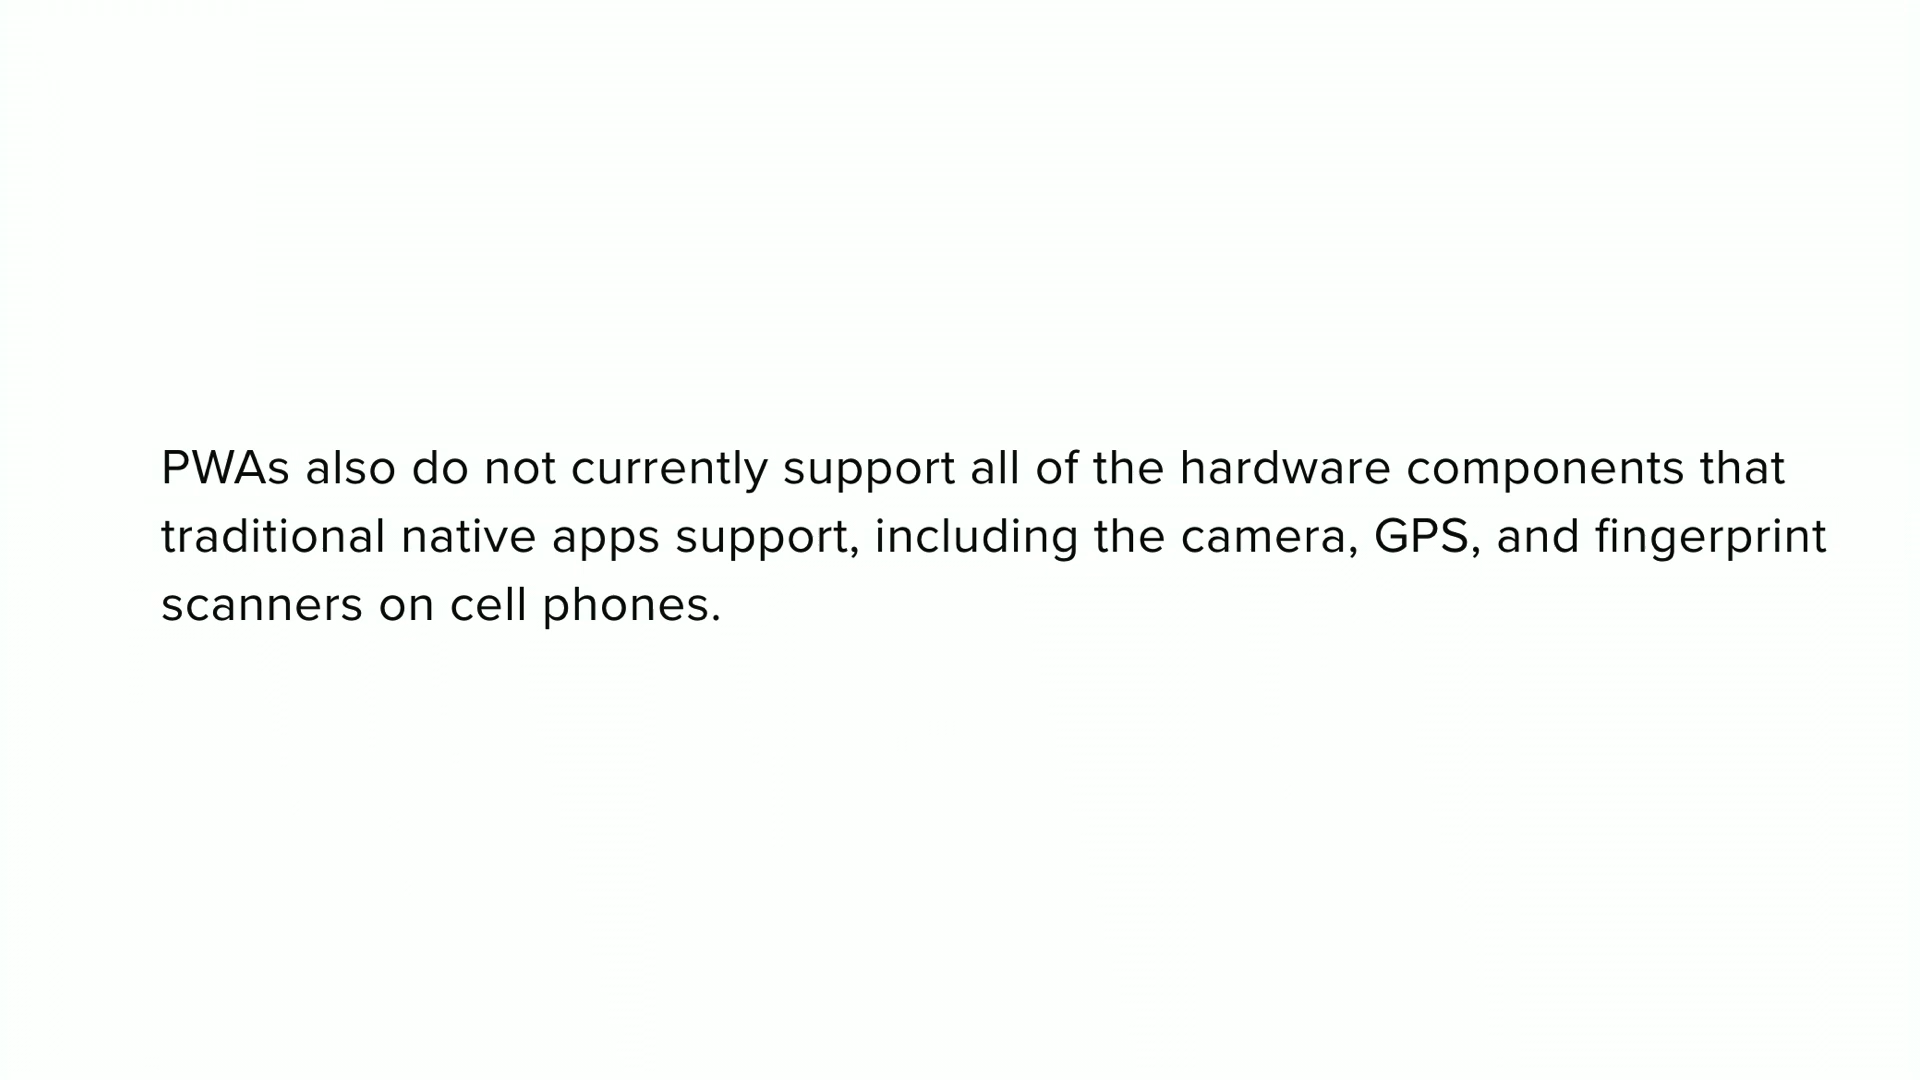 PWAs also do not currently support all of the hardware components that
traditional native apps support, including the camera, GPS, and fingerprint
scanners on cell phones.